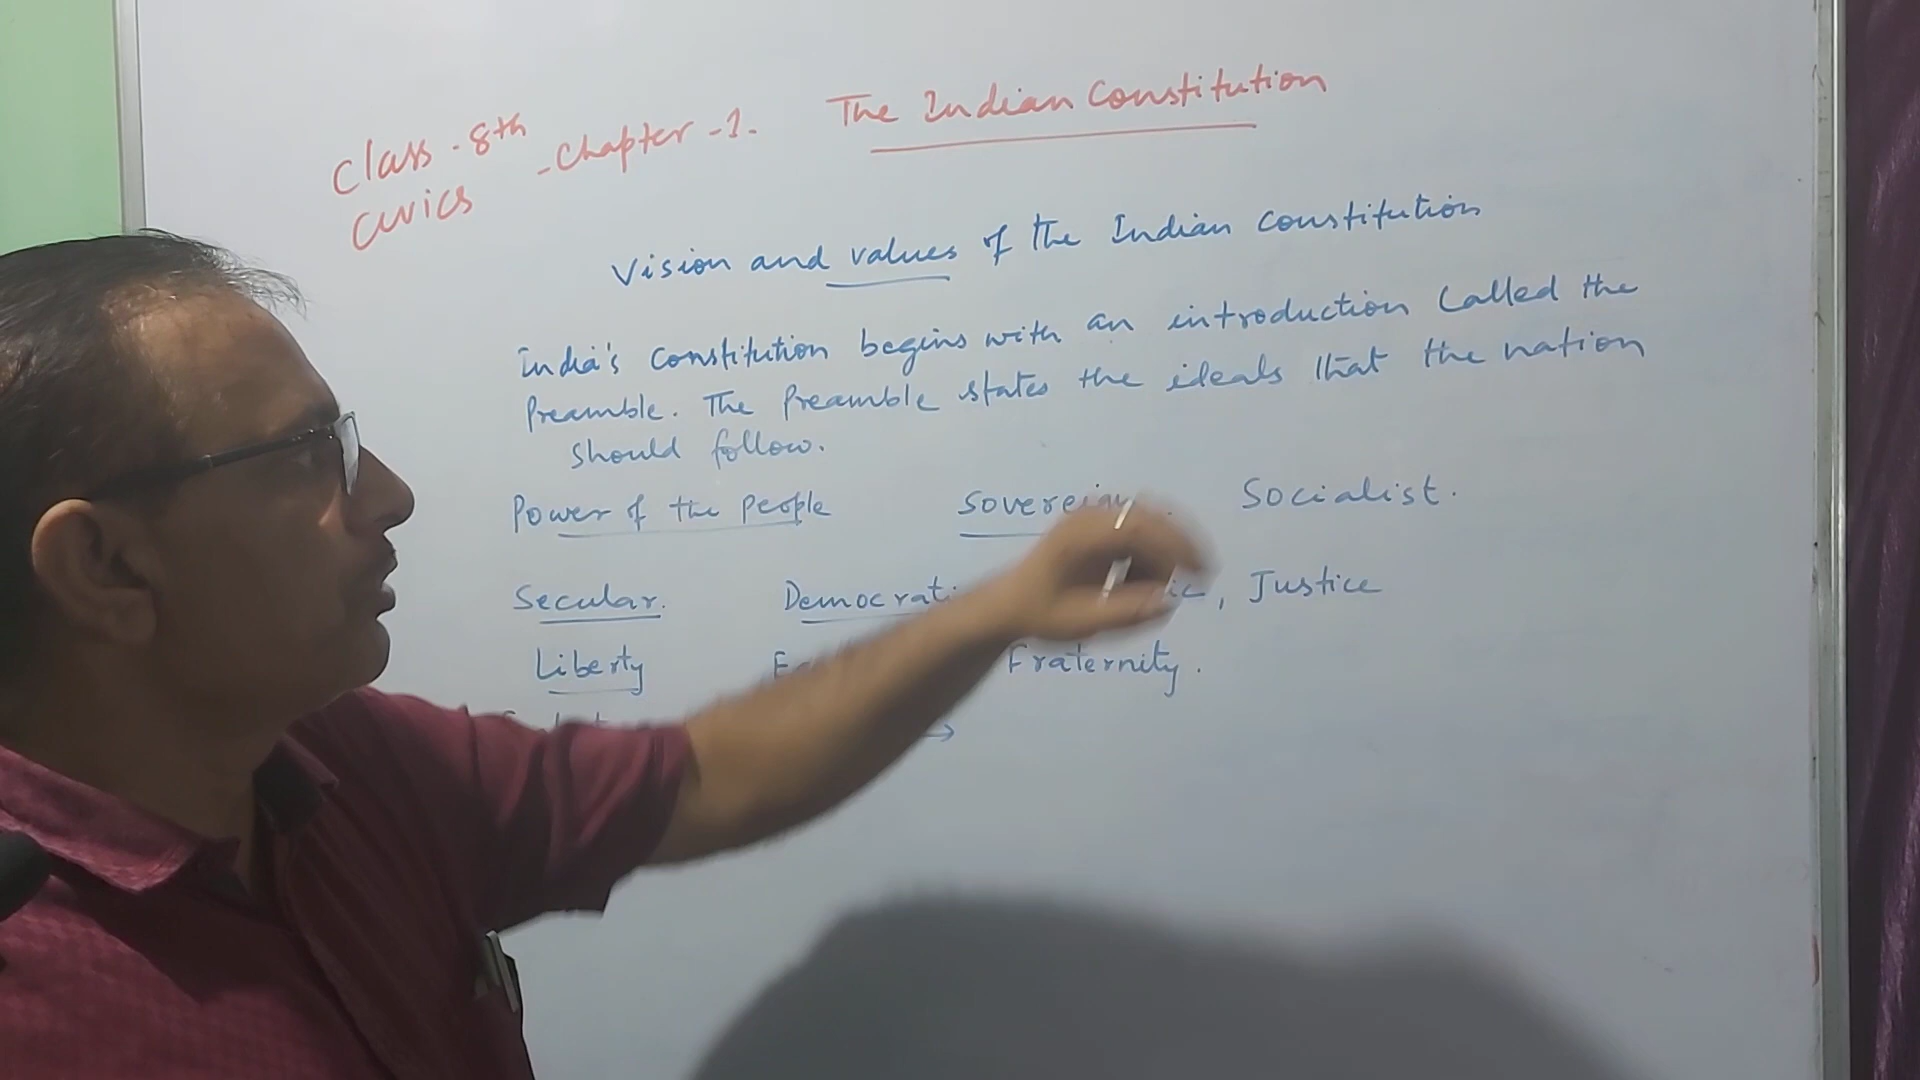 Class - 8th - Chapter - 1. The Indian Constitution
Civics
Vision and values of the Indian Constitution
India's Constitution begins with an introduction Called the
Preamble. The Preamble states the ideals that the nation
should follow.
Power of the people Sovereign Socialist.
Secular. , Justice
Liberty Fraternity.
→